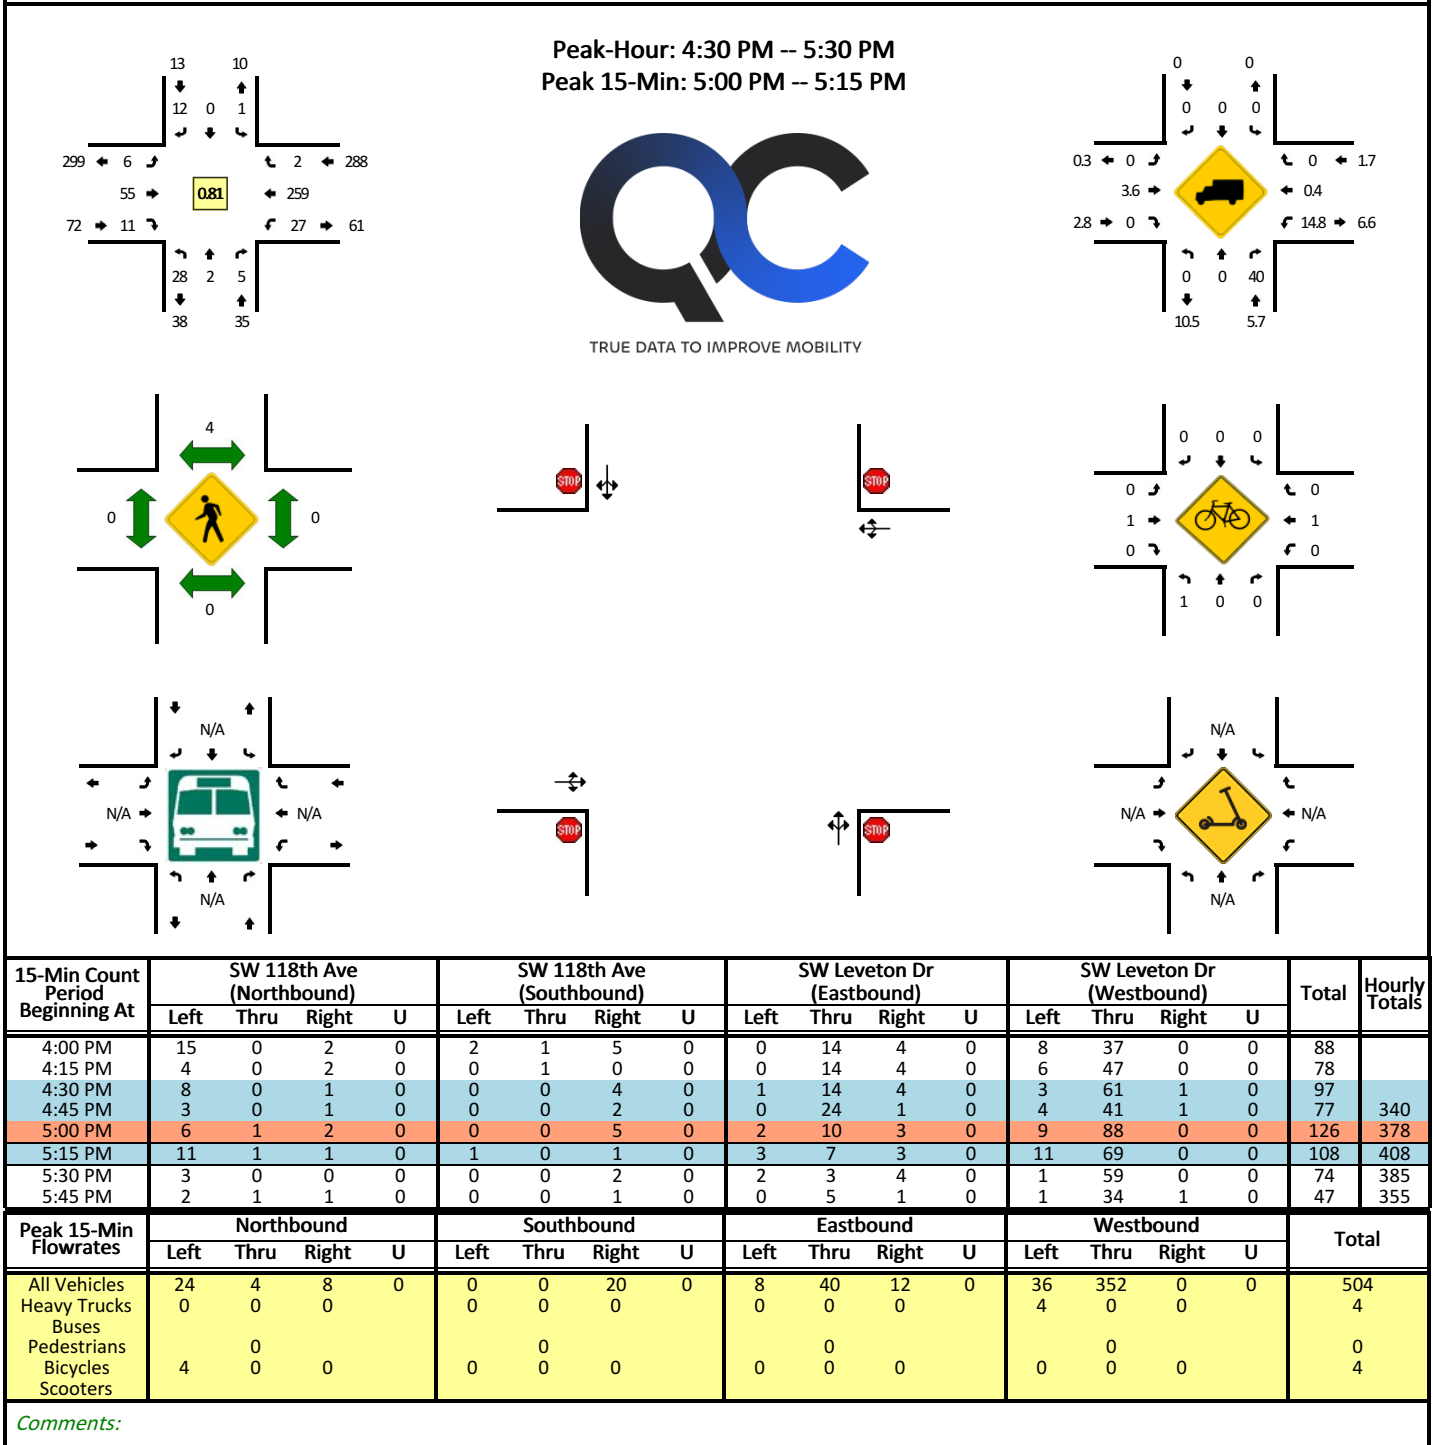 Peak-Hour: 4:30 PM -- 5:30 PM
Peak 15-Min: 5:00 PM -- 5:15 PM
13 10
12 0 1
299 6 2 288
55 0.81 259
72 11 27 61
28 2 5
38 35
QC
TRUE DATA TO IMPROVE MOBILITY
0 0
0 0 0
0.3 0 0 1.7
3.6 0.4
2.8 0 14.8 6.6
0 0 40
10.5 5.7
4
0 0
0
STOP STOP
STOP STOP
0 0 0
0 0
1 1
0 0
1 0 0
N/A
N/A N/A
N/A
N/A
N/A N/A
N/A
15-Min Count Period Beginning At SW 118th Ave (Northbound) SW 118th Ave (Southbound) SW Leveton Dr (Eastbound) SW Leveton Dr (Westbound) Total Hourly Totals
Left Thru Right U Left Thru Right U Left Thru Right U Left Thru Right U
4:00 PM 15 0 2 0 2 1 5 0 0 14 4 0 8 37 0 0 88
4:15 PM 4 0 2 0 0 1 0 0 0 14 4 0 6 47 0 0 78
4:30 PM 8 0 1 0 0 0 4 0 1 14 4 0 3 61 1 0 97
4:45 PM 3 0 1 0 0 0 2 0 0 24 1 0 4 41 1 0 77 340
5:00 PM 6 1 2 0 0 0 5 0 2 10 3 0 9 88 0 0 126 378
5:15 PM 11 1 1 0 1 0 1 0 3 7 3 0 11 69 0 0 108 408
5:30 PM 3 0 0 0 0 0 2 0 2 3 4 0 1 59 0 0 74 385
5:45 PM 2 1 1 0 0 0 1 0 0 5 1 0 1 34 1 0 47 355
Peak 15-Min Flowrates Northbound Southbound Eastbound Westbound Total
Left Thru Right U Left Thru Right U Left Thru Right U Left Thru Right U
All Vehicles 24 4 8 0 0 0 20 0 8 40 12 0 36 352 0 0 504
Heavy Trucks 0 0 0 0 0 0 0 0 0 4 0 0 4
Buses
Pedestrians 0 0 0 0 0
Bicycles 4 0 0 0 0 0 0 0 0 0 0 0 4
Scooters
Comments: